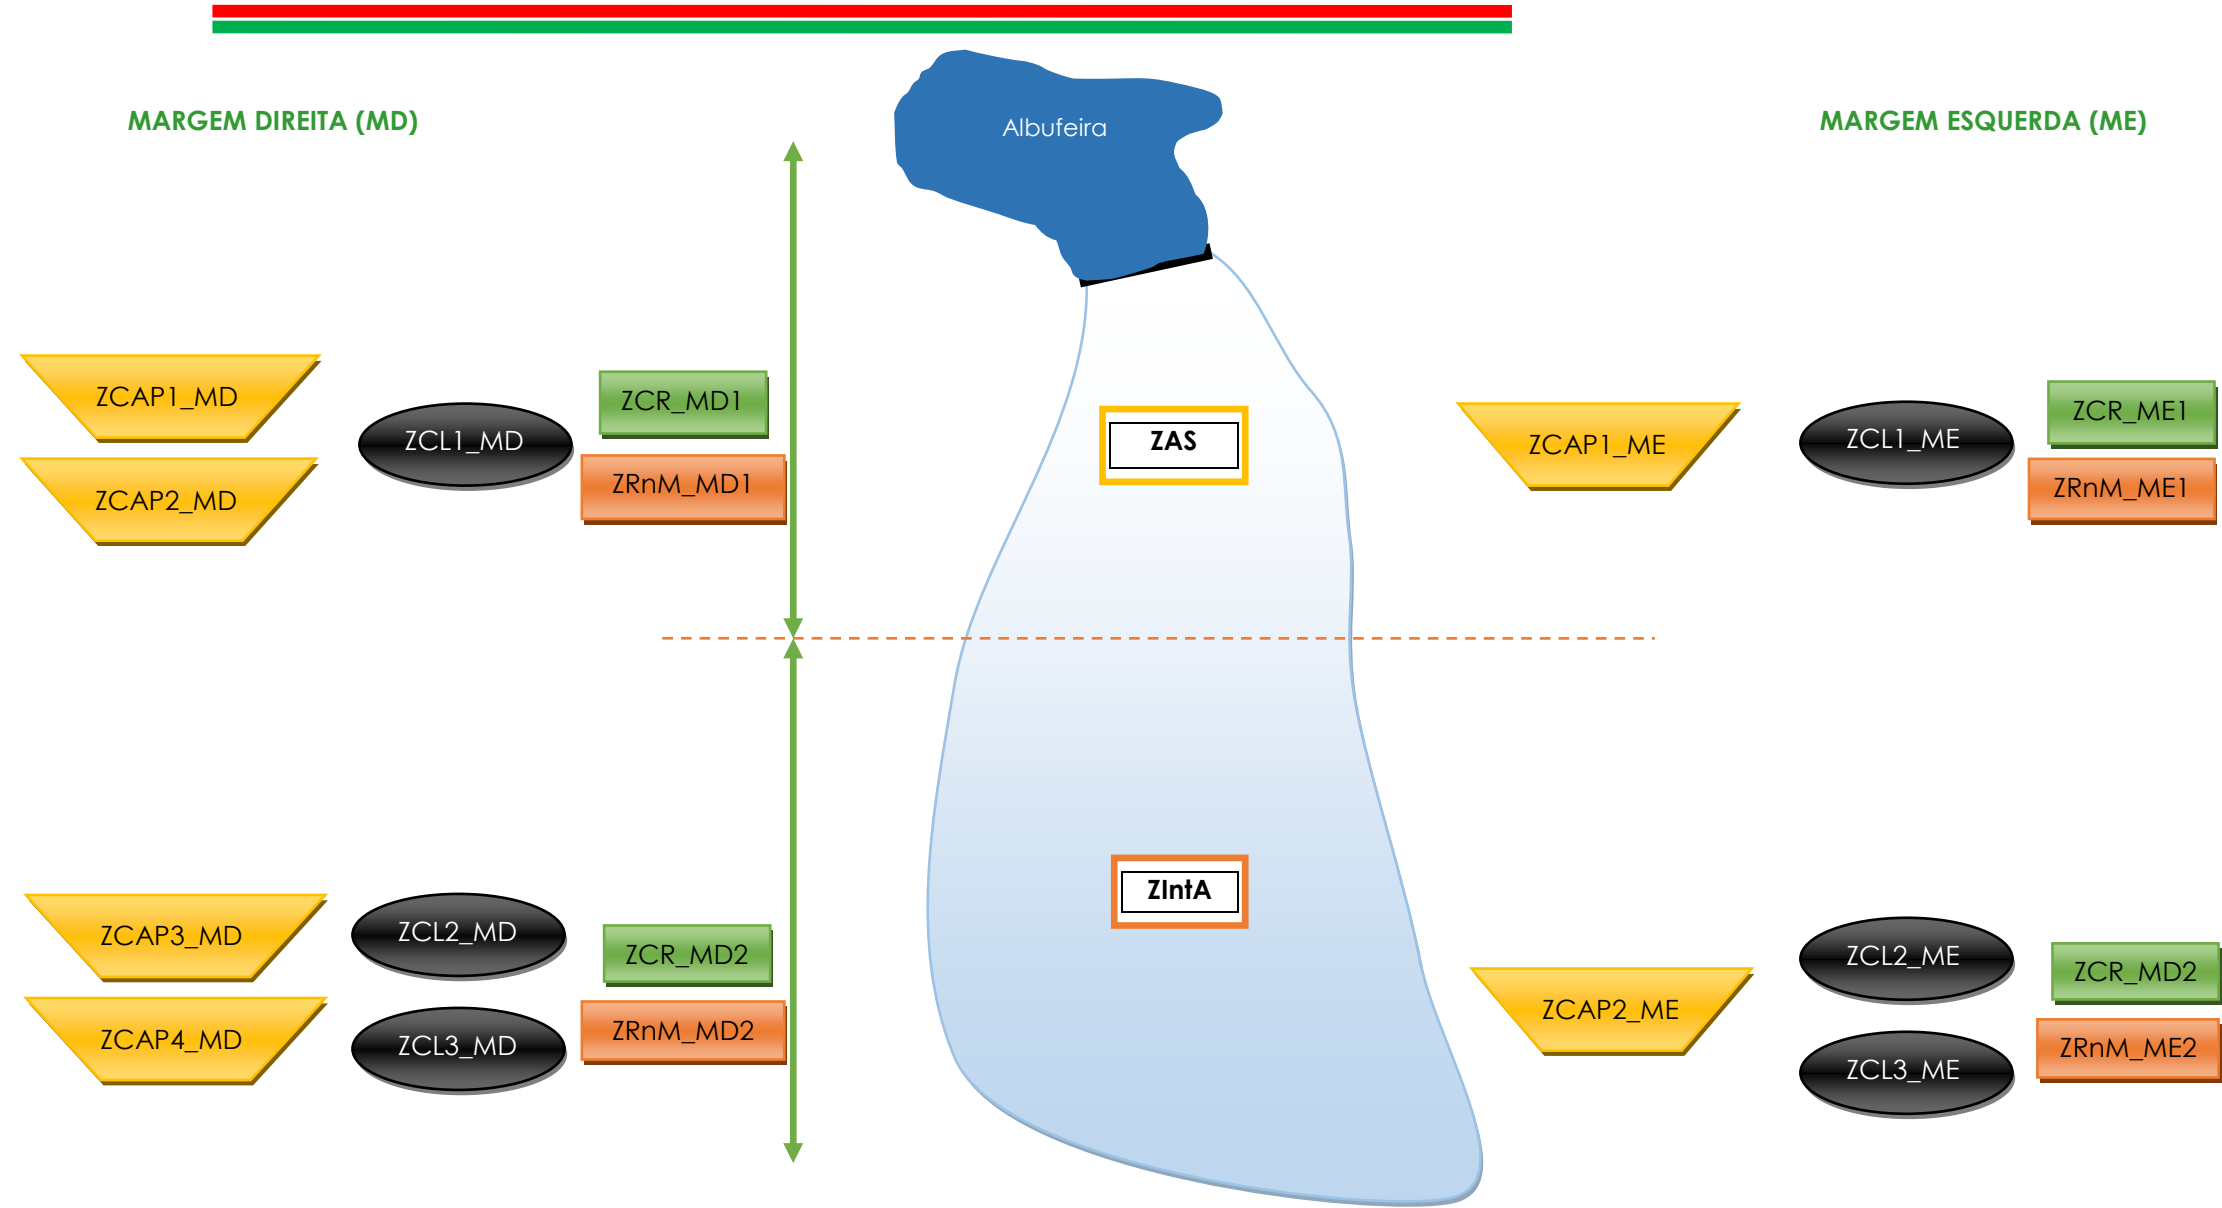 MARGEM DIREITA (MD)
Albufeira
MARGEM ESQUERDA (ME)
ZCAP1_MD
ZCAP2_MD
ZCL1_MD
ZCR_MD1
ZRnM_MD1
ZAS
ZCAP1_ME
ZCL1_ME
ZCR_ME1
ZRnM_ME1
ZCAP3_MD
ZCAP4_MD
ZCL2_MD
ZCL3_MD
ZCR_MD2
ZRnM_MD2
ZIntA
ZCAP2_ME
ZCL2_ME
ZCL3_ME
ZCR_MD2
ZRnM_ME2